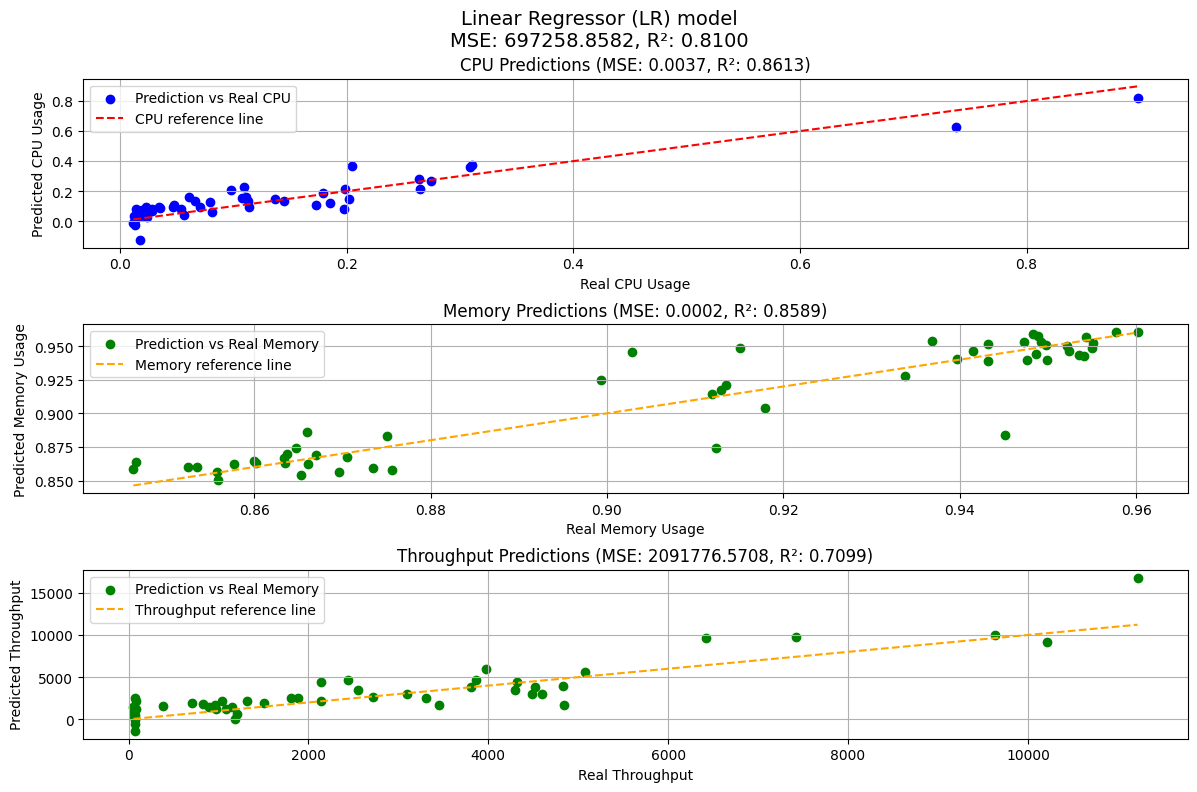 Linear Regressor (LR) model
MSE: 697258.8582, R²: 0.8100
CPU Predictions (MSE: 0.0037, R²: 0.8613)
Prediction vs Real CPU
CPU reference line
Predicted CPU Usage
0.8
0.6
0.4
0.2
0.0
0.0 0.2 0.4 0.6 0.8
Real CPU Usage
Memory Predictions (MSE: 0.0002, R²: 0.8589)
Prediction vs Real Memory
Memory reference line
Predicted Memory Usage
0.950
0.925
0.900
0.875
0.850
0.86 0.88 0.90 0.92 0.94 0.96
Real Memory Usage
Throughput Predictions (MSE: 2091776.5708, R²: 0.7099)
Prediction vs Real Memory
Throughput reference line
Predicted Throughput
15000
10000
5000
0
0 2000 4000 6000 8000 10000
Real Throughput